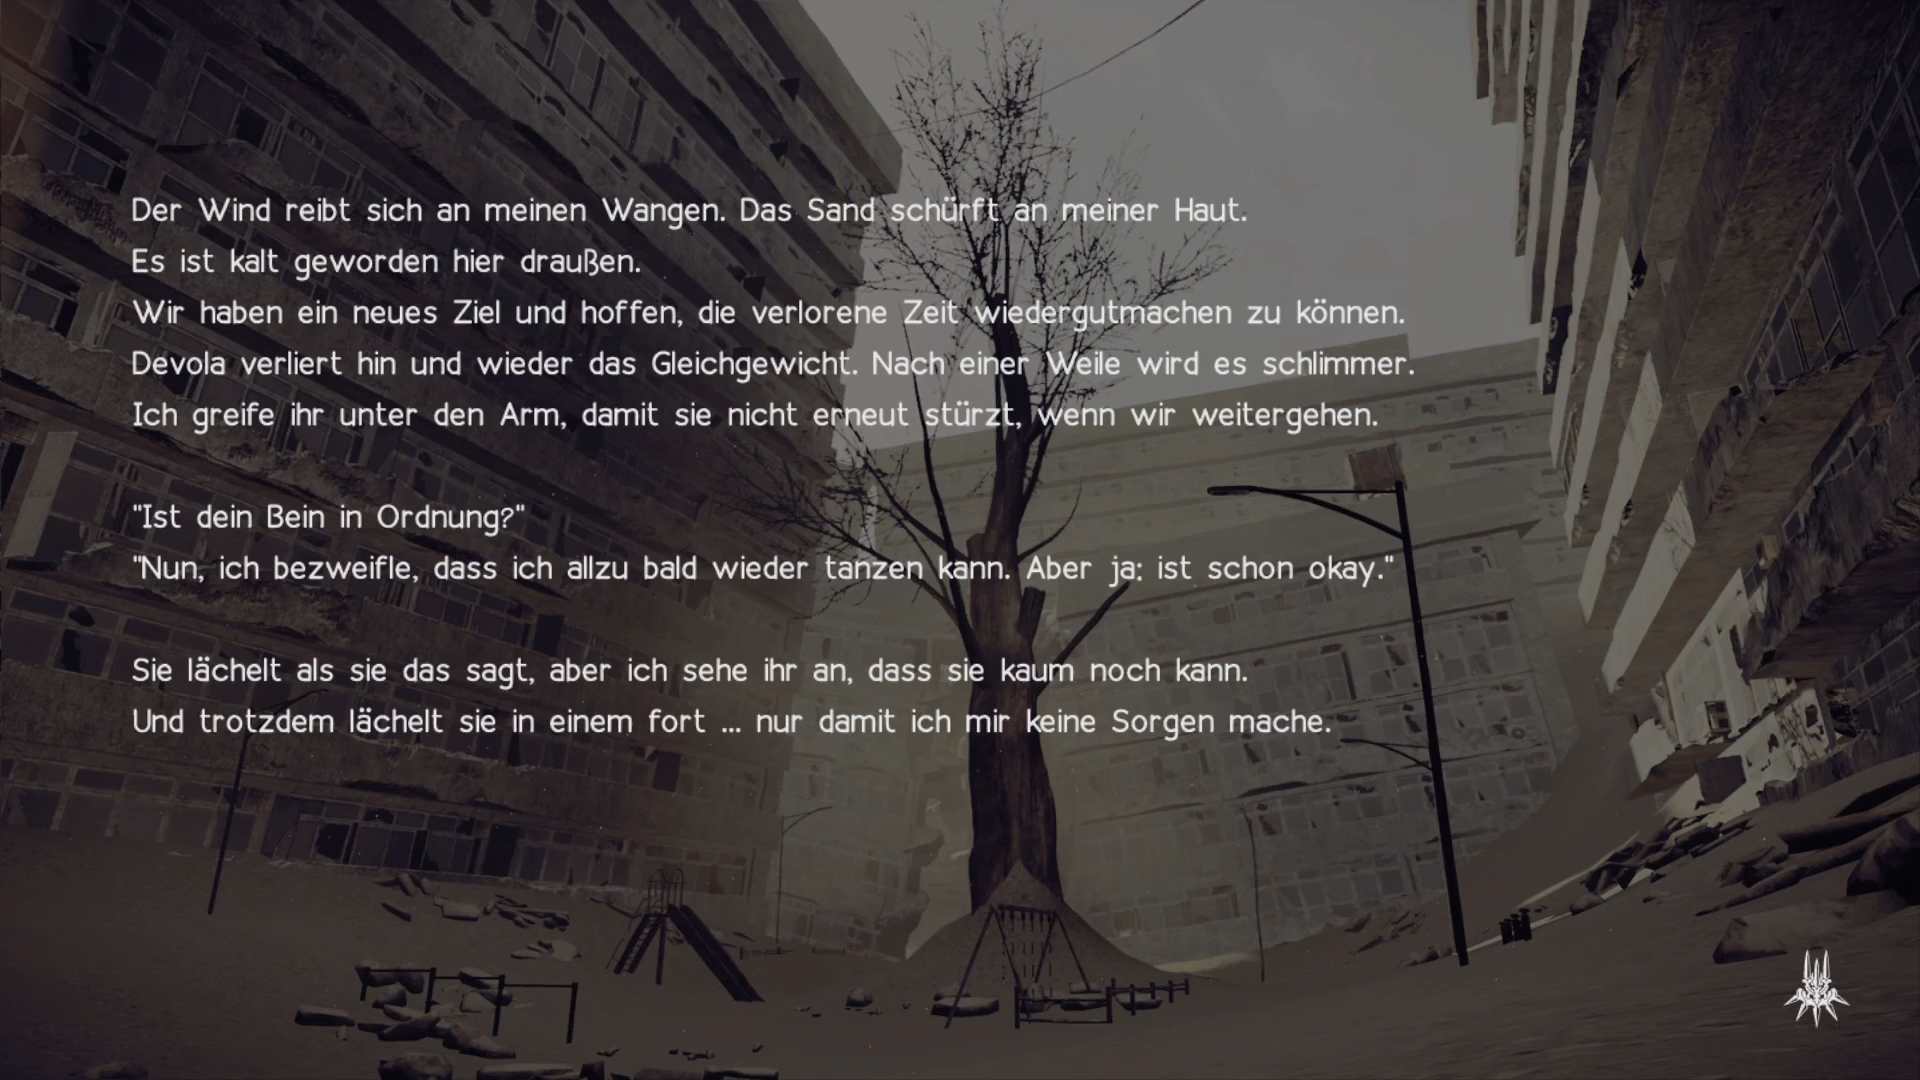 Der Wind reibt sich an meinen Wangen. Das Sand schürft an meiner Haut.
Es ist kalt geworden hier draußen.
Wir haben ein neues Ziel und hoffen, die verlorene Zeit wiedergutmachen zu können.
Devola verliert hin und wieder das Gleichgewicht. Nach einer Weile wird es schlimmer.
Ich greife ihr unter den Arm, damit sie nicht erneut stürzt, wenn wir weitergehen.
"Ist dein Bein in Ordnung?"
"Nun, ich bezweifle, dass ich allzu bald wieder tanzen kann. Aber ja: ist schon okay."
Sie lächelt als sie das sagt, aber ich sehe ihr an, dass sie kaum noch kann.
Und trotzdem lächelt sie in einem fort ... nur damit ich mir keine Sorgen mache.